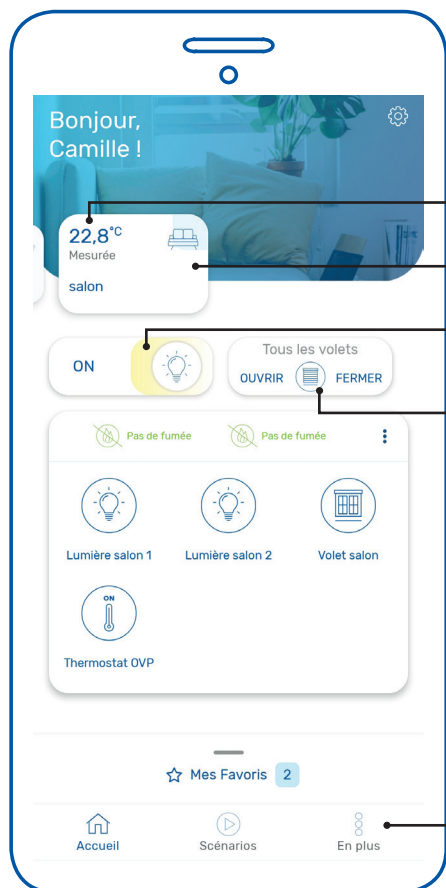 Bonjour,
Camille !
22,8°C
Mesurée
salon
ON
Tous les volets
OUVRIR FERMER
Pas de fumée Pas de fumée
Lumière salon 1 Lumière salon 2 Volet salon
ON
Thermostat OVP
Mes Favoris 2
Accueil Scénarios En plus